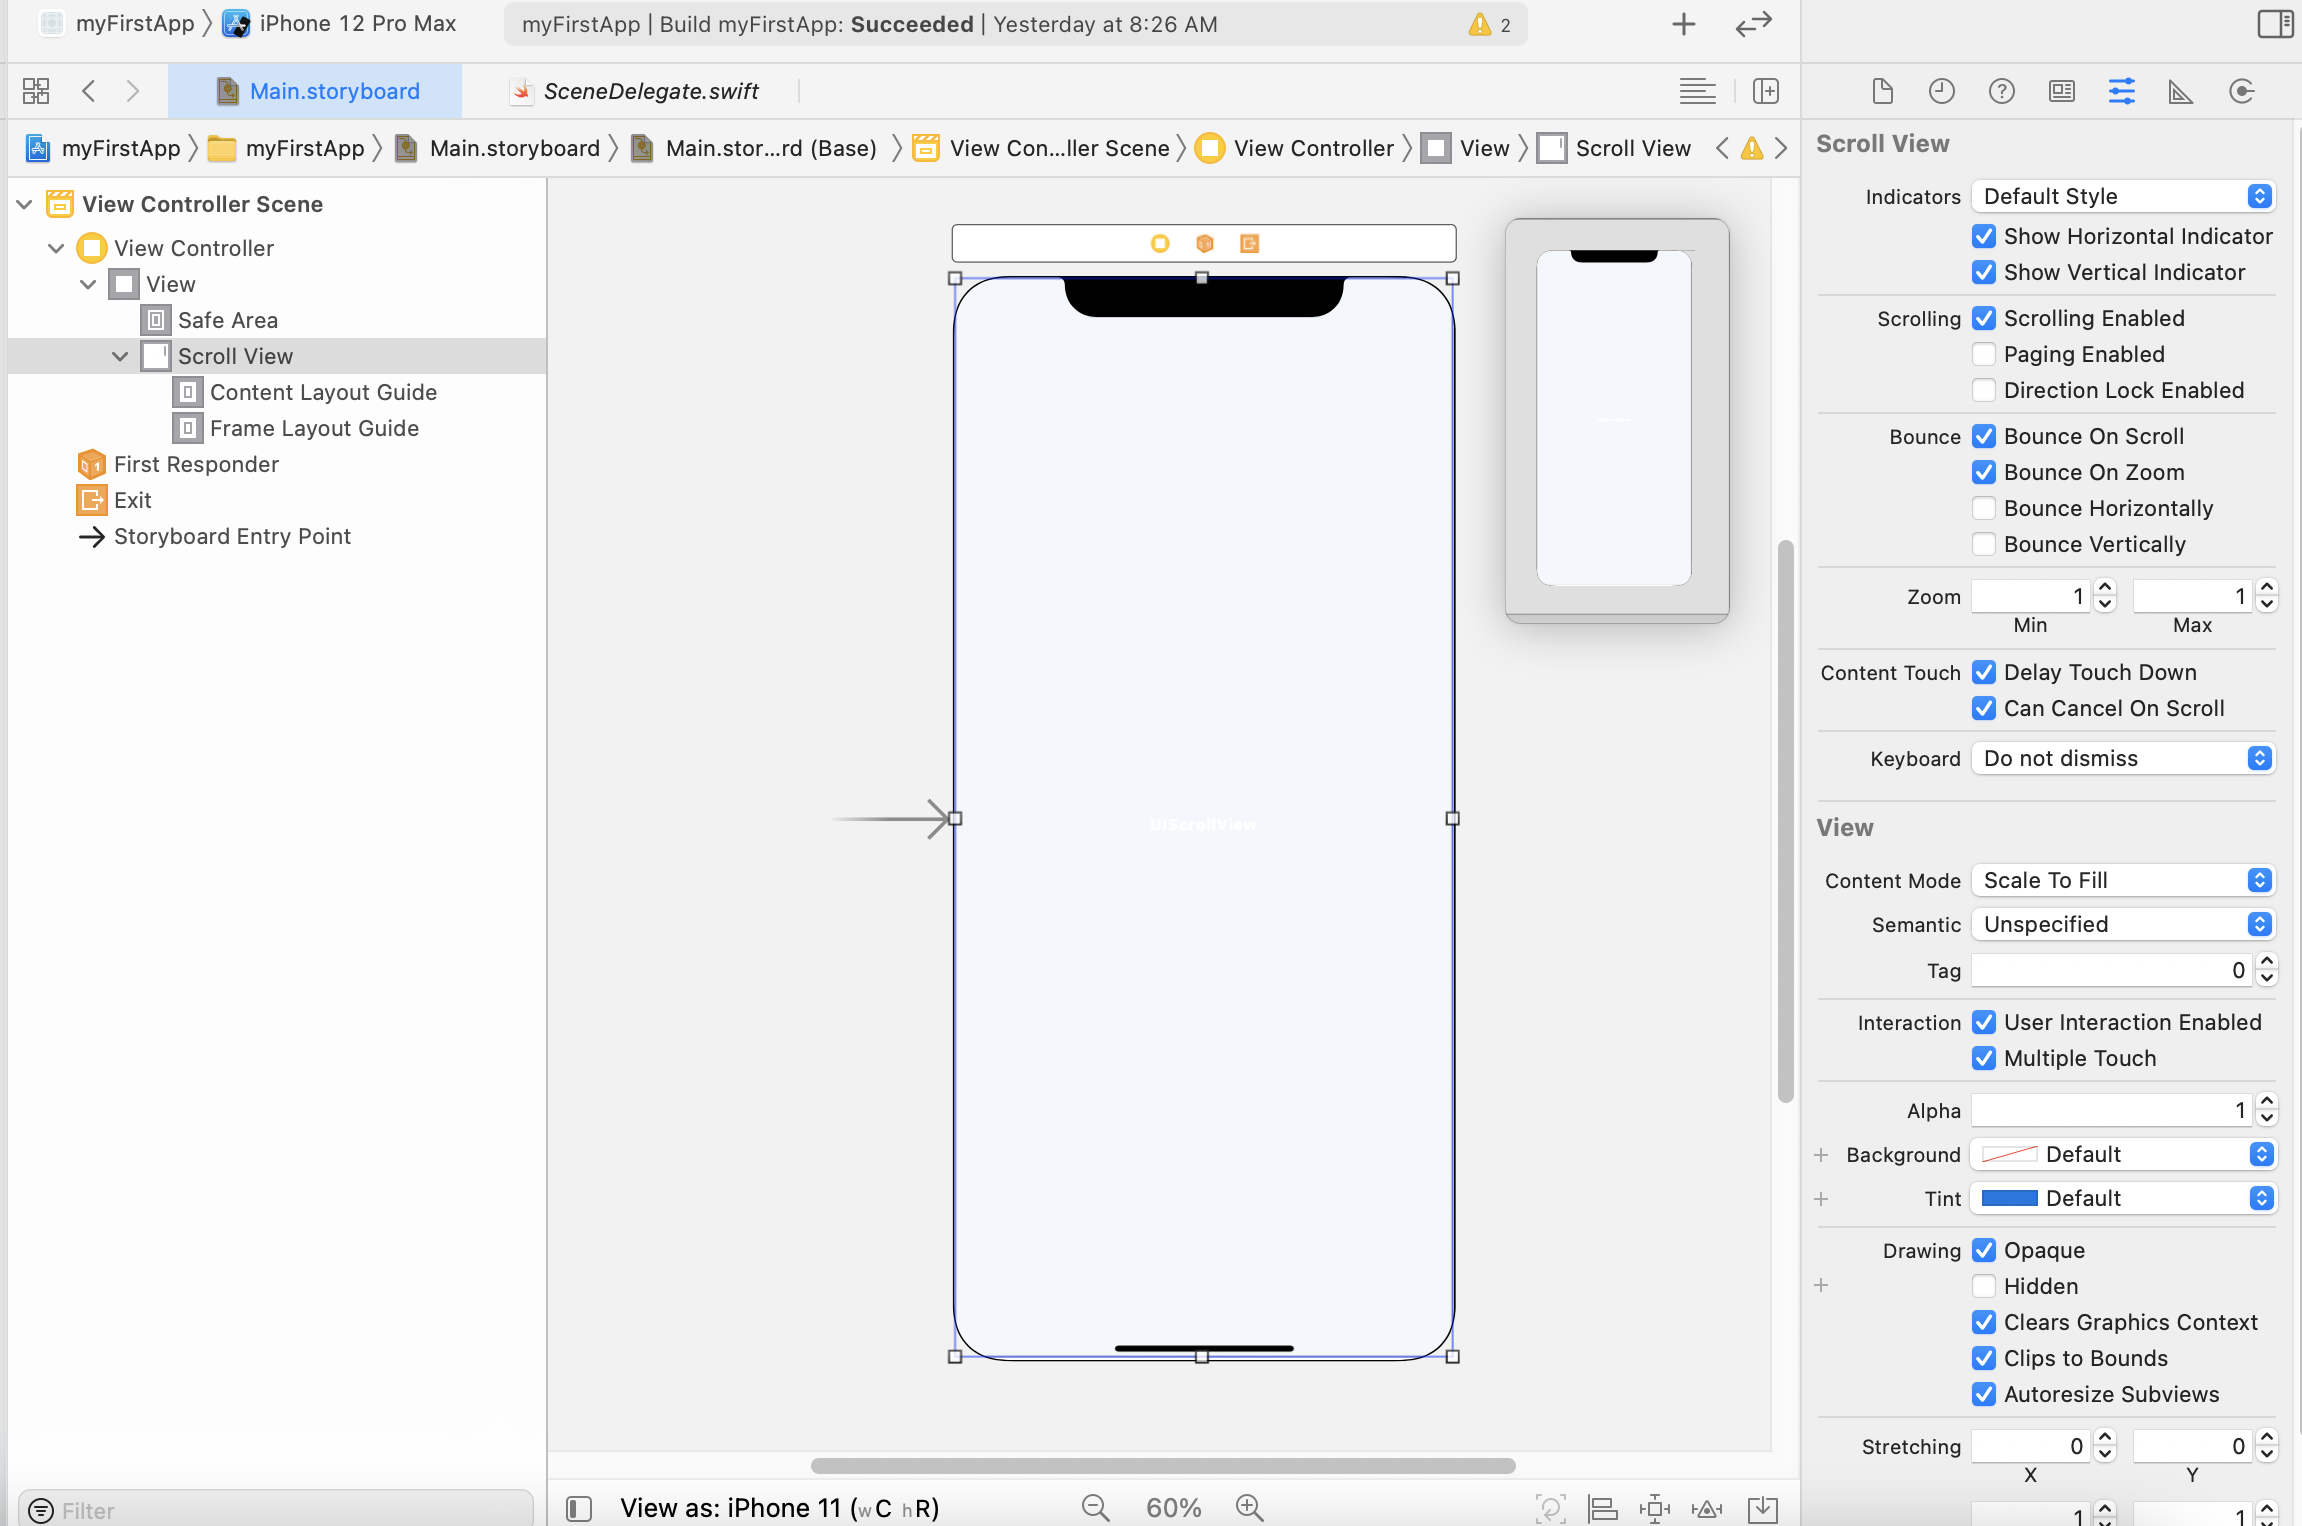 myFirstApp 〉 iPhone 12 Pro Max
myFirstApp | Build myFirstApp: Succeeded | Yesterday at 8:26 AM
2
Main.storyboard
SceneDelegate.swift
myFirstApp 〉 myFirstApp 〉 Main.storyboard 〉 Main.stor...rd (Base) 〉 View Con...ller Scene 〉 View Controller 〉 View 〉 Scroll View
View Controller Scene
View Controller
View
Safe Area
Scroll View
Content Layout Guide
Frame Layout Guide
First Responder
Exit
Storyboard Entry Point
Filter
UIScrollView
View as: iPhone 11 (wC hR)
60%
Scroll View
Indicators Default Style
Show Horizontal Indicator
Show Vertical Indicator
Scrolling Scrolling Enabled
Paging Enabled
Direction Lock Enabled
Bounce Bounce On Scroll
Bounce On Zoom
Bounce Horizontally
Bounce Vertically
Zoom 1 1
Min Max
Content Touch Delay Touch Down
Can Cancel On Scroll
Keyboard Do not dismiss
View
Content Mode Scale To Fill
Semantic Unspecified
Tag 0
Interaction User Interaction Enabled
Multiple Touch
Alpha 1
Background Default
Tint Default
Drawing Opaque
Hidden
Clears Graphics Context
Clips to Bounds
Autoresize Subviews
Stretching 0 0
X Y
1 1